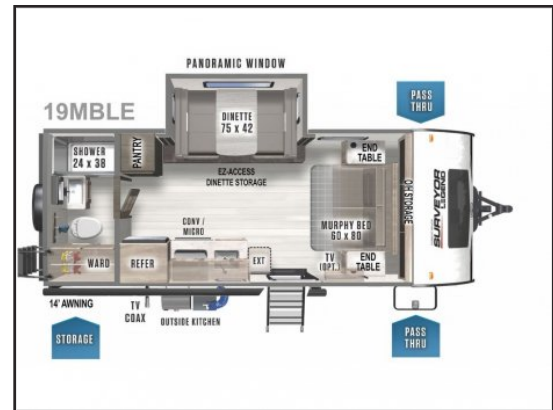 PANORAMIC WINDOW
19MBLE
PASS
THRU
SHOWER
24 x 38
PANTRY
DINETTE
75 x 42
EZ-ACCESS
DINETTE STORAGE
END
TABLE
OH STORAGE
SURVEYOR
LEGEND
MURPHY BED
60 x 80
CONV /
MICRO
WARD
REFER
EXT
TV
(OPT.)
END
TABLE
14' AWNING
TV
COAX
OUTSIDE KITCHEN
STORAGE
PASS
THRU